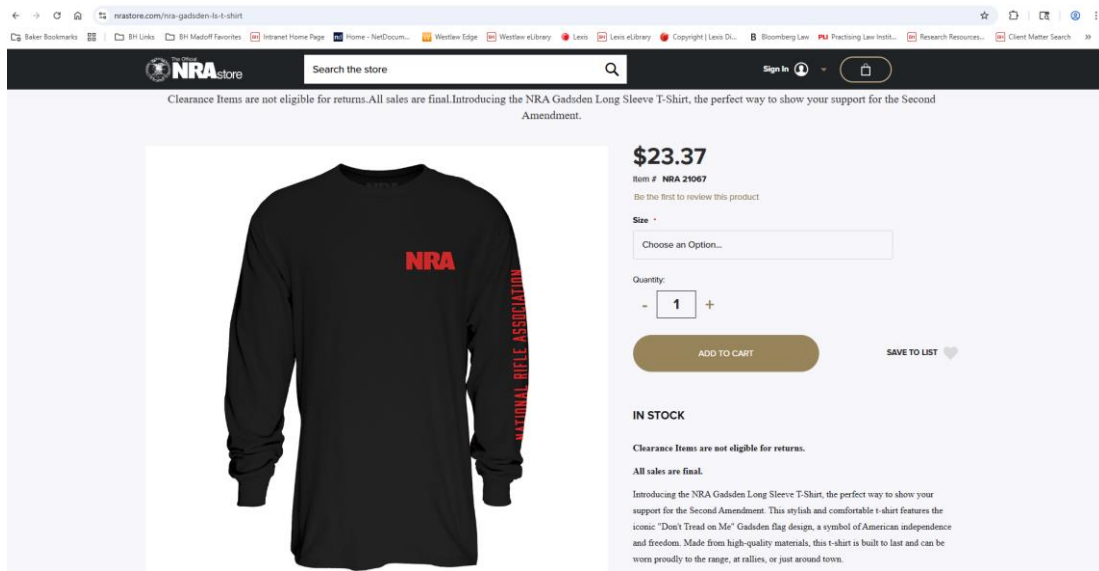 nrastore.com/nra-gadsden-ls-t-shirt
Baker Bookmarks BH Links BH Madoff Favorites BH Intranet Home Page nd Home - NetDocum... Westlaw Edge BH Westlaw eLibrary Lexis BH Lexis eLibrary Copyright | Lexis Di... B Bloomberg Law PLI Practising Law Instit... BH Research Resources... BH Client Matter Search »
The Official
NRAstore
Search the store
Sign In
Clearance Items are not eligible for returns.All sales are final.Introducing the NRA Gadsden Long Sleeve T-Shirt, the perfect way to show your support for the Second
Amendment.
NRA
NATIONAL RIFLE ASSOCIATION
$23.37
Item # NRA 21067
Be the first to review this product
Size *
Choose an Option...
Quantity:
- 1 +
ADD TO CART
SAVE TO LIST
IN STOCK
Clearance Items are not eligible for returns.
All sales are final.
Introducing the NRA Gadsden Long Sleeve T-Shirt, the perfect way to show your
support for the Second Amendment. This stylish and comfortable t-shirt features the
iconic "Don't Tread on Me" Gadsden flag design, a symbol of American independence
and freedom. Made from high-quality materials, this t-shirt is built to last and can be
worn proudly to the range, at rallies, or just around town.